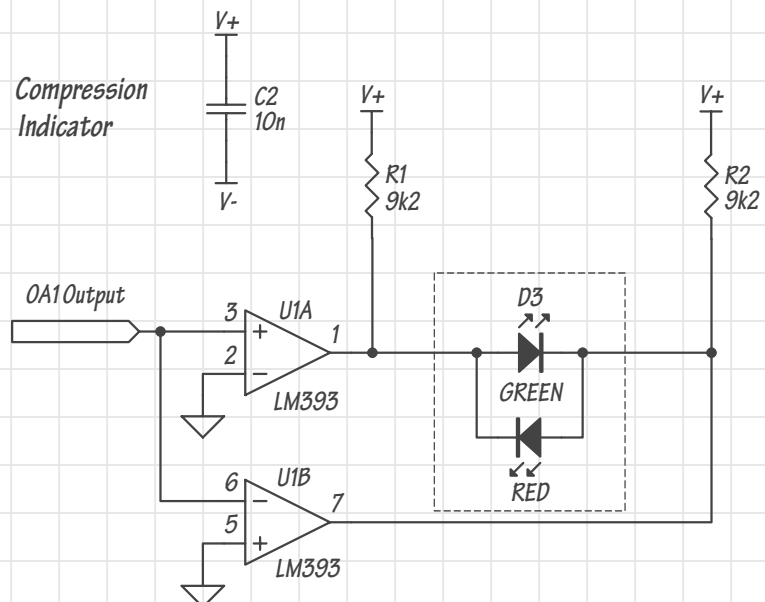 V+
Compression
Indicator
C2
10n
V-
V+
R1
9k2
V+
R2
9k2
OA1 Output
3
+
2
-
U1A
1
LM393
D3
GREEN
RED
6
-
5
+
U1B
7
LM393